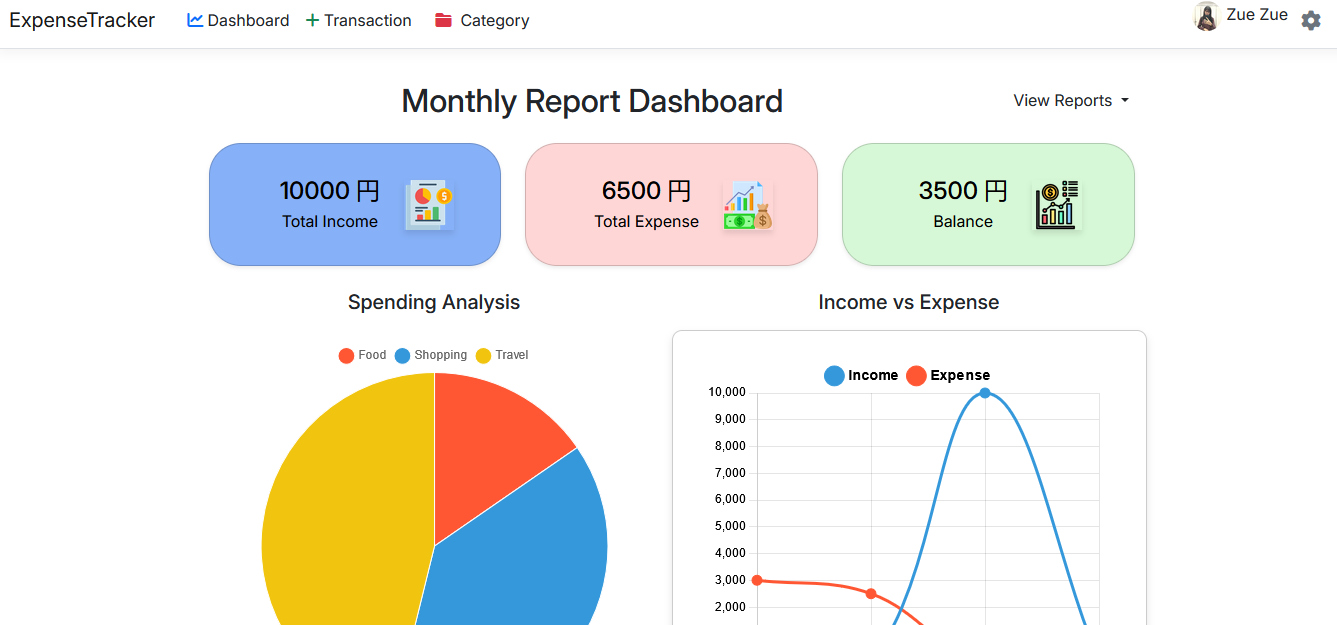 ExpenseTracker Dashboard Transaction Category Zue Zue
Monthly Report Dashboard
View Reports
10000 円
Total Income
6500 円
Total Expense
3500 円
Balance
Spending Analysis
Food Shopping Travel
Income vs Expense
Income Expense
10,000
9,000
8,000
7,000
6,000
5,000
4,000
3,000
2,000